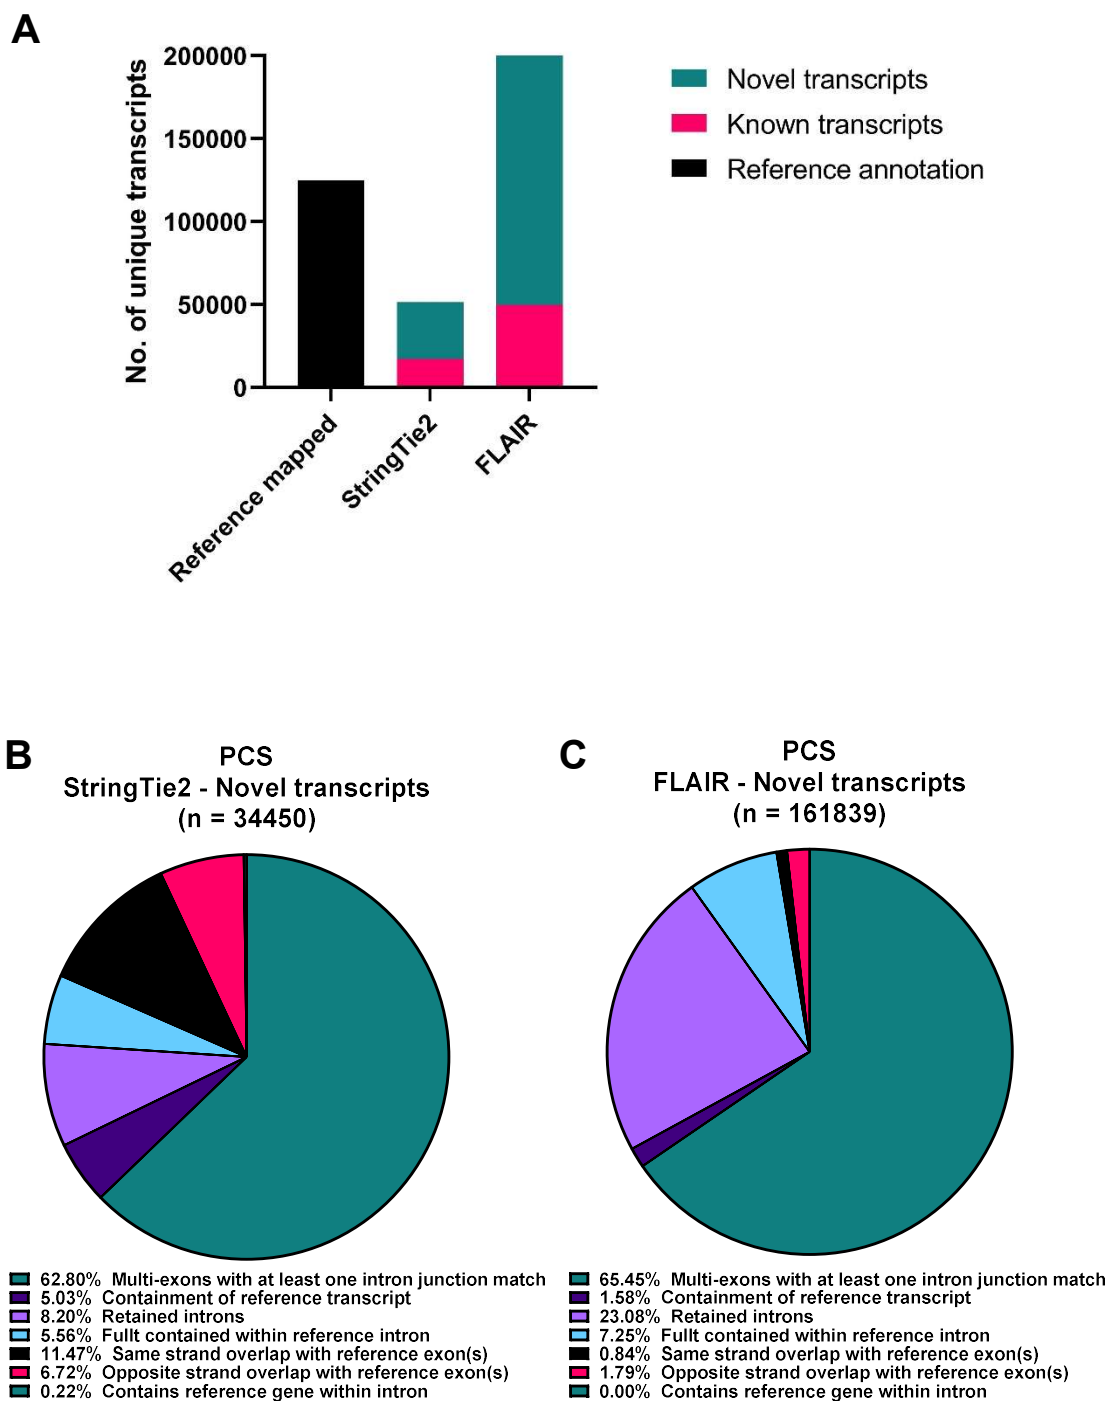 A
No. of unique transcripts
200000
150000
100000
50000
0
Reference mapped
StringTie2
FLAIR
Novel transcripts
Known transcripts
Reference annotation
B
PCS
StringTie2 - Novel transcripts
(n = 34450)
62.80% Multi-exons with at least one intron junction match
5.03% Containment of reference transcript
8.20% Retained introns
5.56% Fullt contained within reference intron
11.47% Same strand overlap with reference exon(s)
6.72% Opposite strand overlap with reference exon(s)
0.22% Contains reference gene within intron
C
PCS
FLAIR - Novel transcripts
(n = 161839)
65.45% Multi-exons with at least one intron junction match
1.58% Containment of reference transcript
23.08% Retained introns
7.25% Fullt contained within reference intron
0.84% Same strand overlap with reference exon(s)
1.79% Opposite strand overlap with reference exon(s)
0.00% Contains reference gene within intron